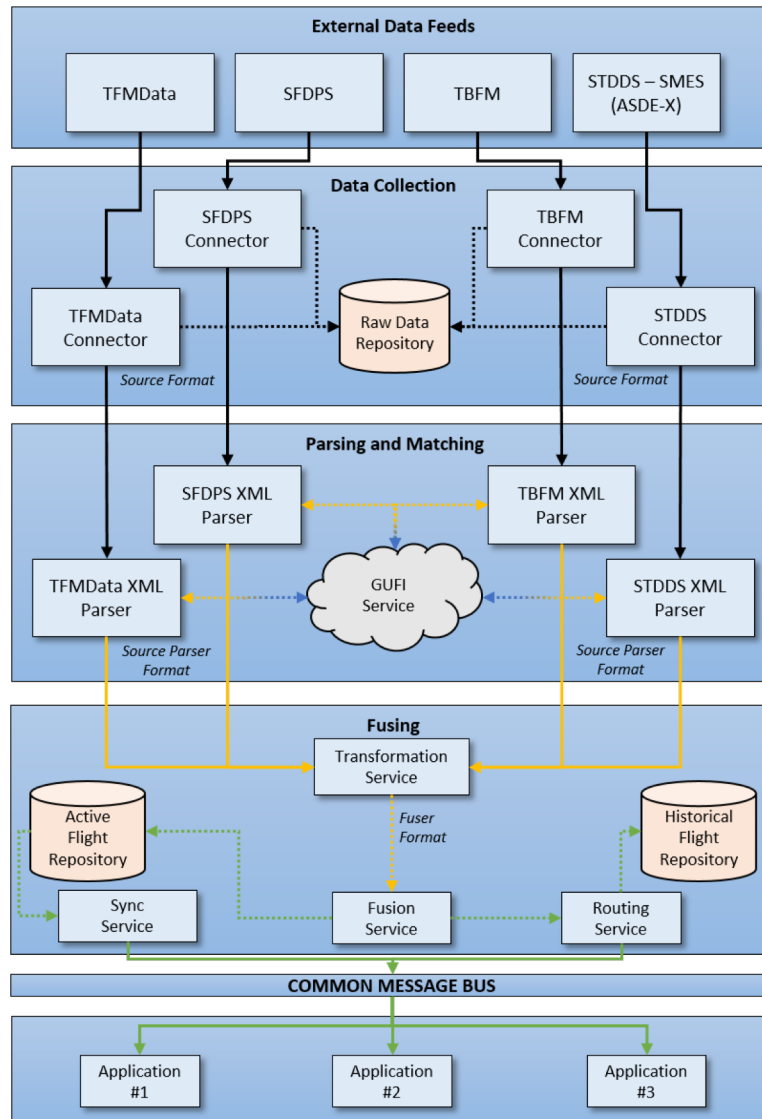 External Data Feeds
TFMData
SFDPS
TBFM
STDDS – SMES
(ASDE-X)
Data Collection
SFDPS
Connector
TBFM
Connector
TFMData
Connector
Raw Data
Repository
STDDS
Connector
Source Format
Source Format
Parsing and Matching
SFDPS XML
Parser
TBFM XML
Parser
TFMData XML
Parser
GUFI
Service
STDDS XML
Parser
Source Parser
Format
Source Parser
Format
Fusing
Transformation
Service
Active
Flight
Repository
Fuser
Format
Historical
Flight
Repository
Sync
Service
Fusion
Service
Routing
Service
COMMON MESSAGE BUS
Application
#1
Application
#2
Application
#3